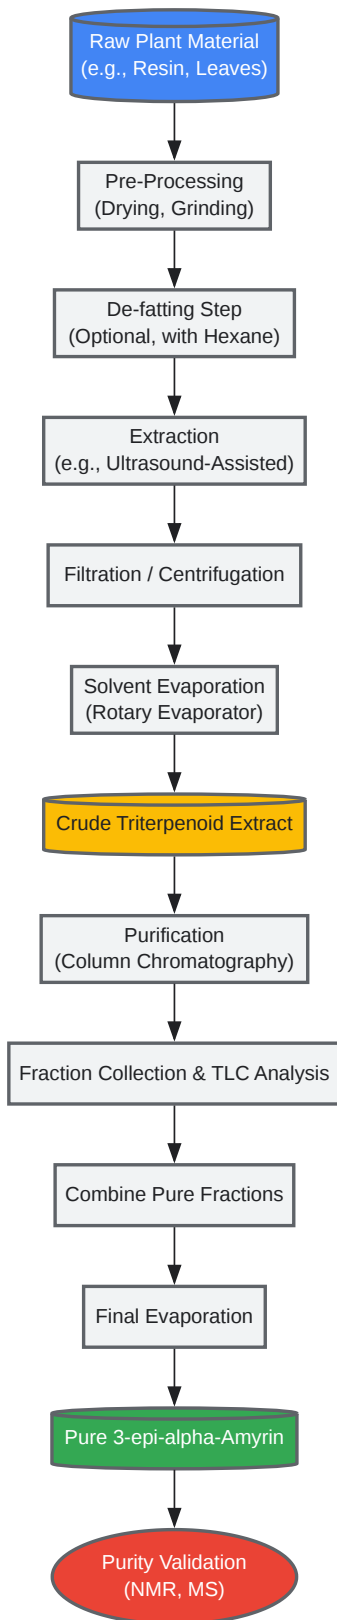 Raw Plant Material
(e.g., Resin, Leaves)
Pre-Processing
(Drying, Grinding)
De-fatting Step
(Optional, with Hexane)
Extraction
(e.g., Ultrasound-Assisted)
Filtration / Centrifugation
Solvent Evaporation
(Rotary Evaporator)
Crude Triterpenoid Extract
Purification
(Column Chromatography)
Fraction Collection & TLC Analysis
Combine Pure Fractions
Final Evaporation
Pure 3-epi-alpha-Amyrin
Purity Validation
(NMR, MS)